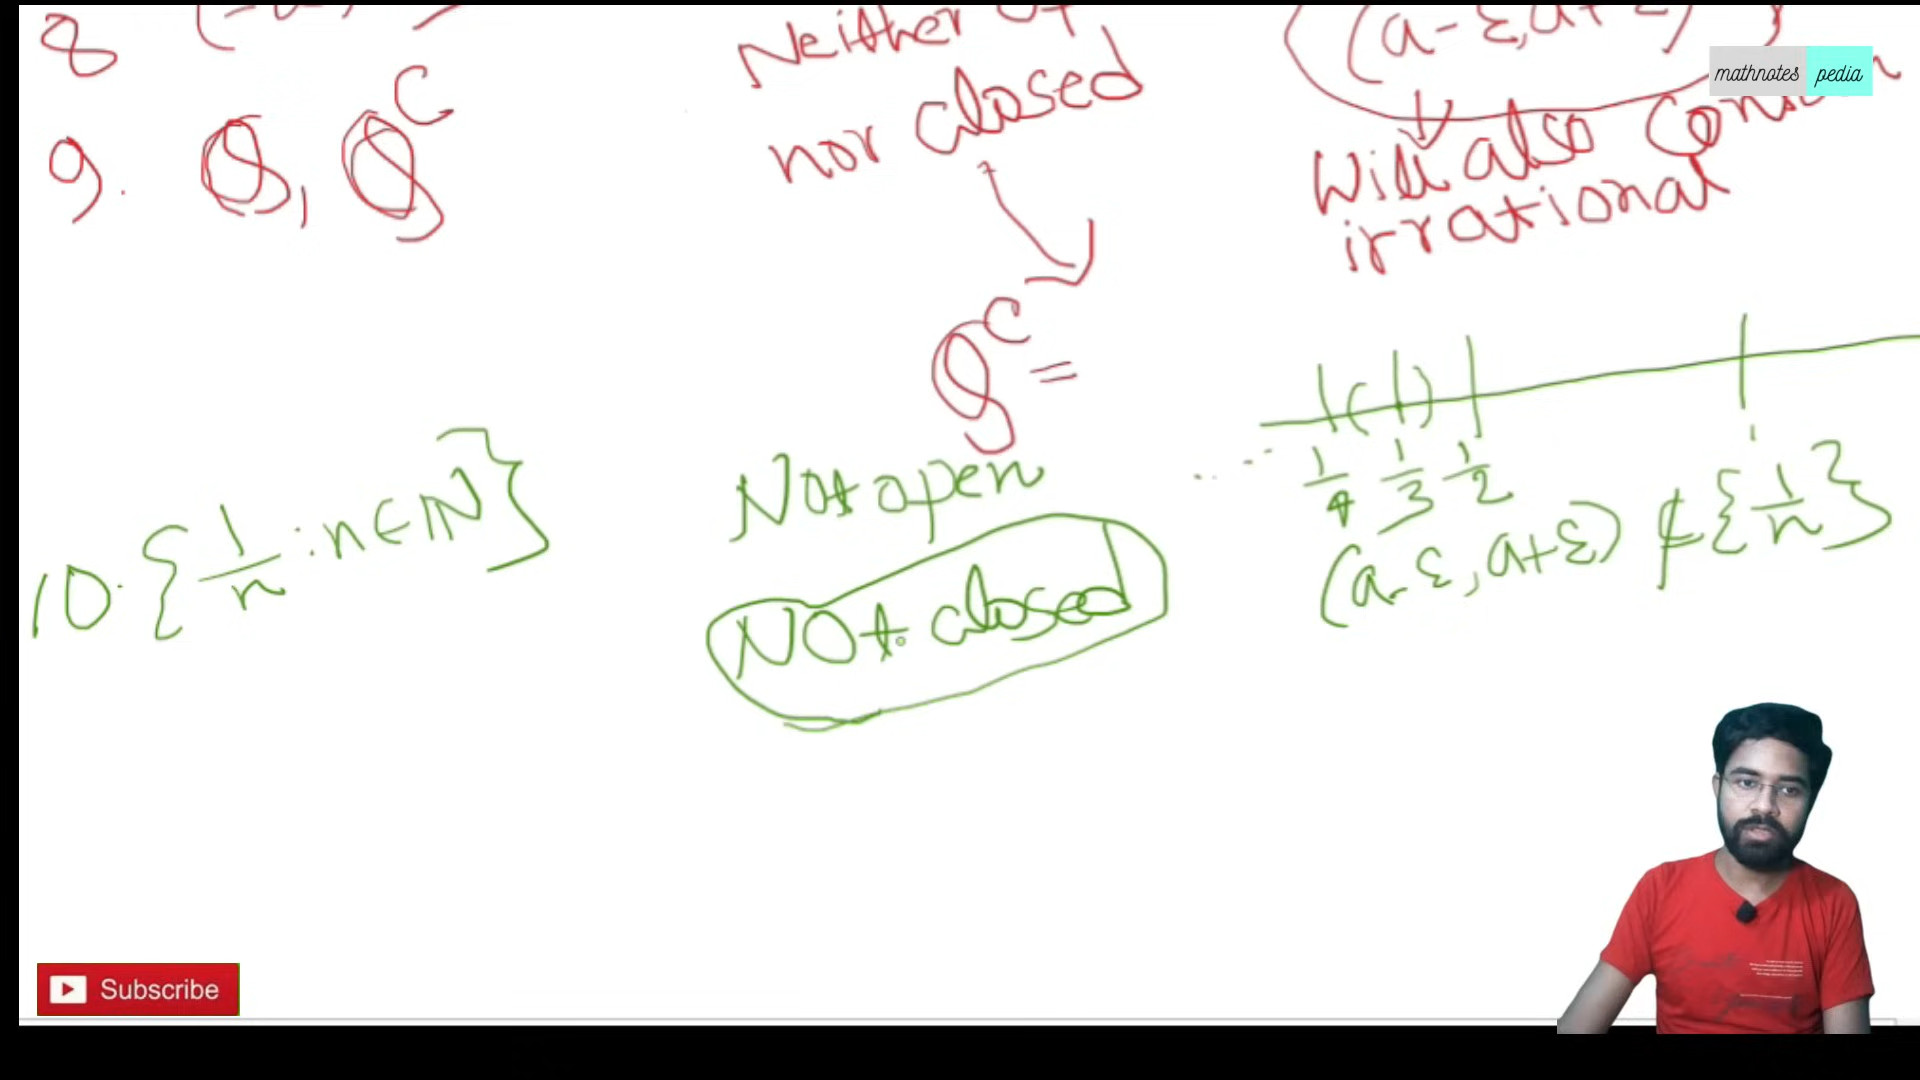 8
Neither
(a-ε, a+ε)
mathnotes pedia
nor closed
9. Q, Q^C
Will also
irrational
Q^C =
10. {1/n : n∈ℕ}
Not open
Not closed
1/4 1/3 1/2 1
(a-ε, a+ε) ⊄ {1/n}
Subscribe